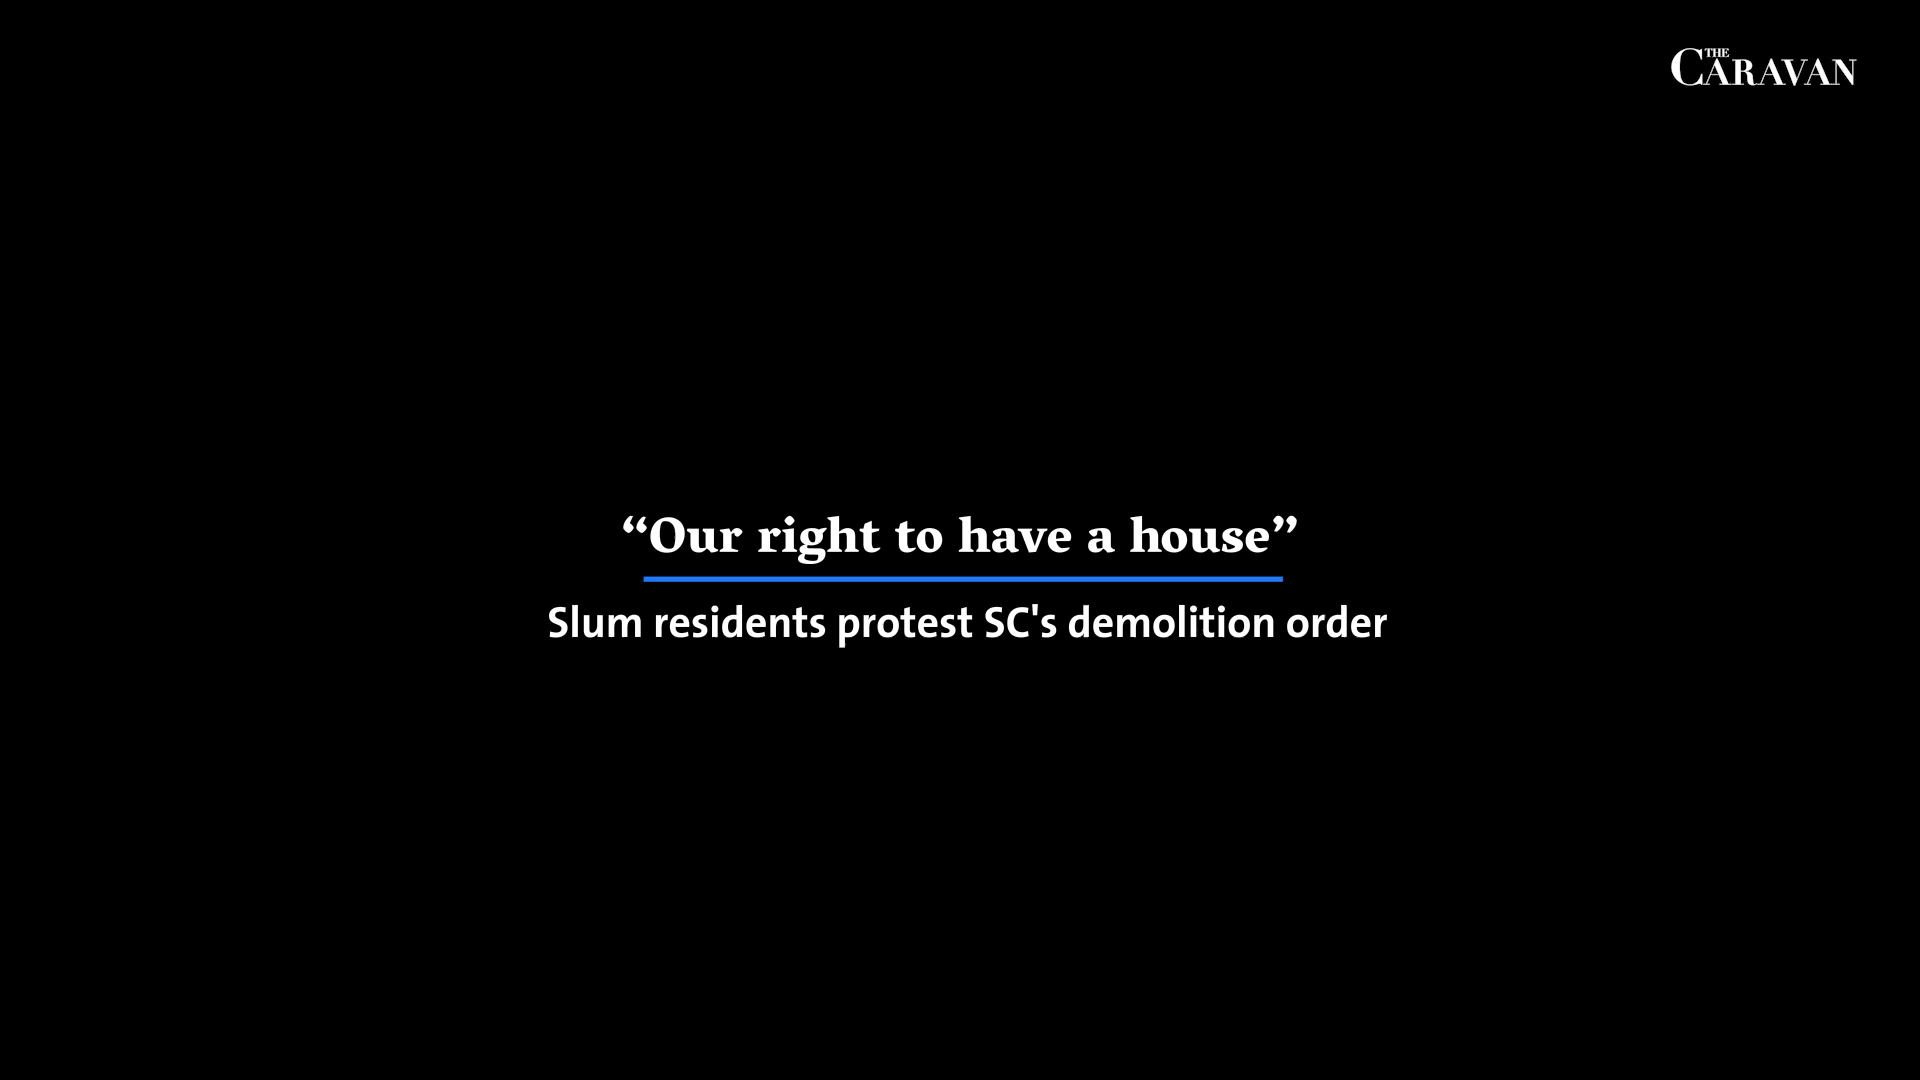 THE CARAVAN
“Our right to have a house”
Slum residents protest SC's demolition order